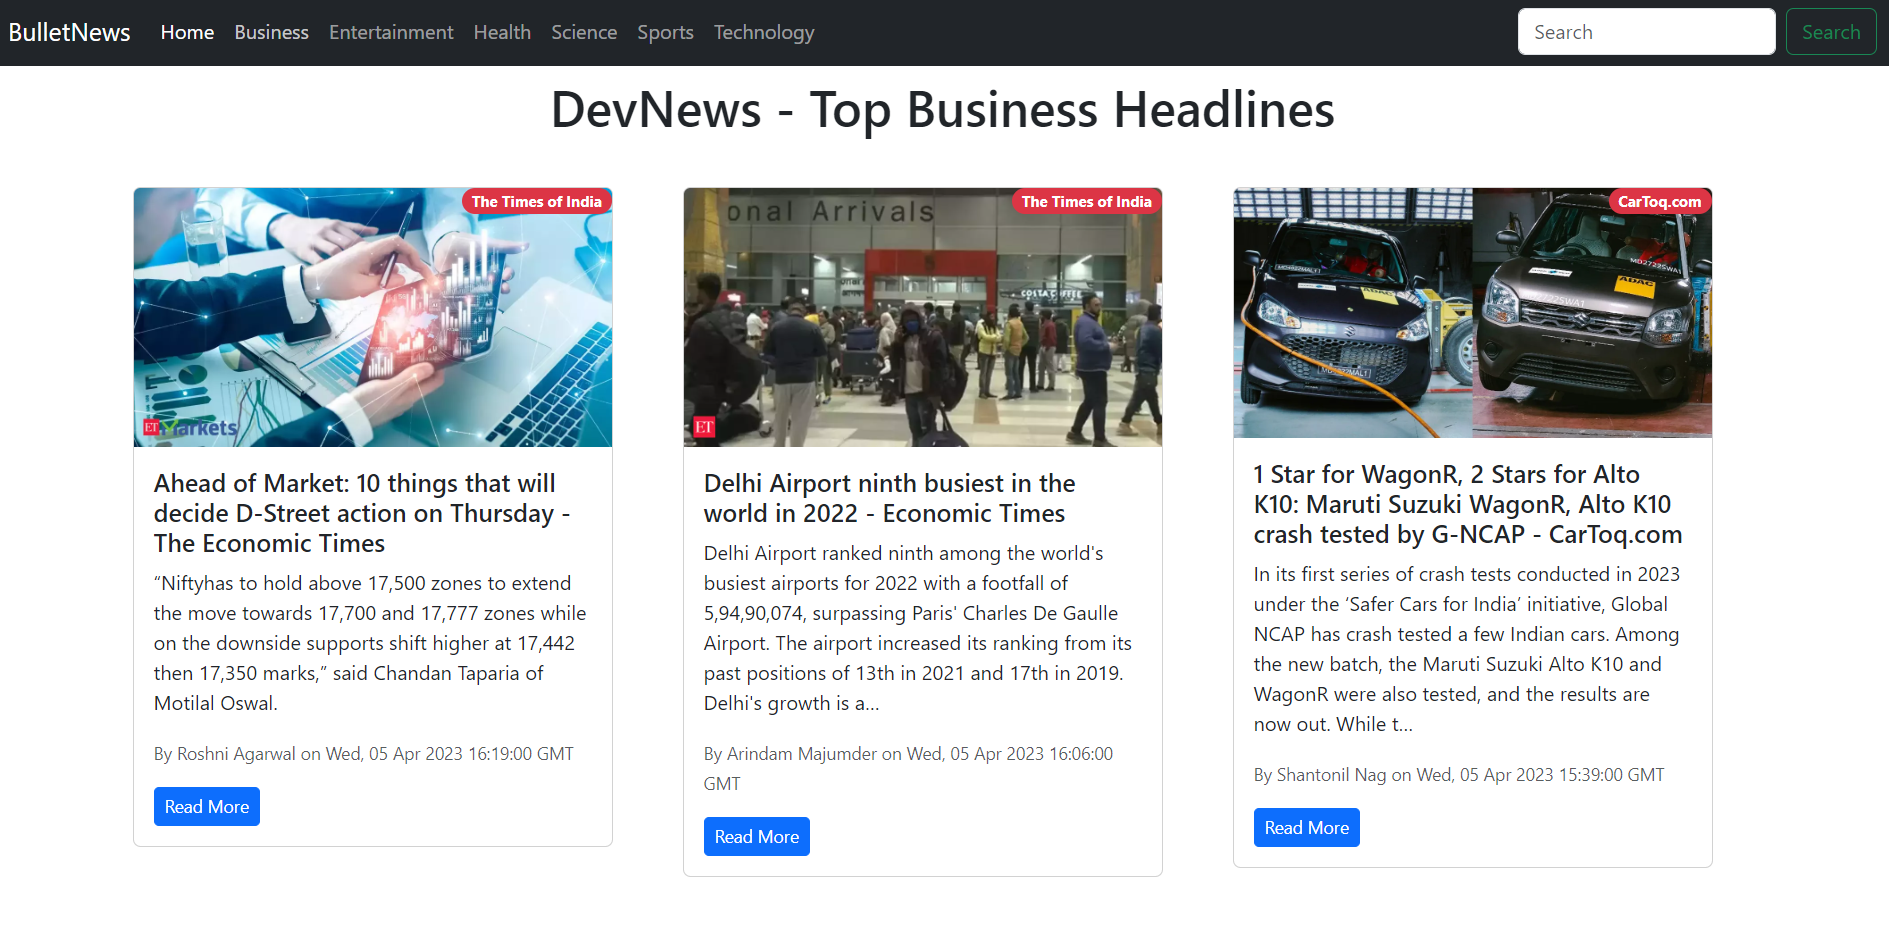 BulletNews Home Business Entertainment Health Science Sports Technology Search Search
DevNews - Top Business Headlines
The Times of India
ET Markets
Ahead of Market: 10 things that will
decide D-Street action on Thursday -
The Economic Times
“Niftyhas to hold above 17,500 zones to extend
the move towards 17,700 and 17,777 zones while
on the downside supports shift higher at 17,442
then 17,350 marks,” said Chandan Taparia of
Motilal Oswal.
By Roshni Agarwal on Wed, 05 Apr 2023 16:19:00 GMT
Read More
The Times of India
onal Arrivals
COSTA COFFEE
ET
Delhi Airport ninth busiest in the
world in 2022 - Economic Times
Delhi Airport ranked ninth among the world's
busiest airports for 2022 with a footfall of
5,94,90,074, surpassing Paris' Charles De Gaulle
Airport. The airport increased its ranking from its
past positions of 13th in 2021 and 17th in 2019.
Delhi's growth is a...
By Arindam Majumder on Wed, 05 Apr 2023 16:06:00
GMT
Read More
CarToq.com
ADAC
1 Star for WagonR, 2 Stars for Alto
K10: Maruti Suzuki WagonR, Alto K10
crash tested by G-NCAP - CarToq.com
In its first series of crash tests conducted in 2023
under the ‘Safer Cars for India’ initiative, Global
NCAP has crash tested a few Indian cars. Among
the new batch, the Maruti Suzuki Alto K10 and
WagonR were also tested, and the results are
now out. While t...
By Shantonil Nag on Wed, 05 Apr 2023 15:39:00 GMT
Read More